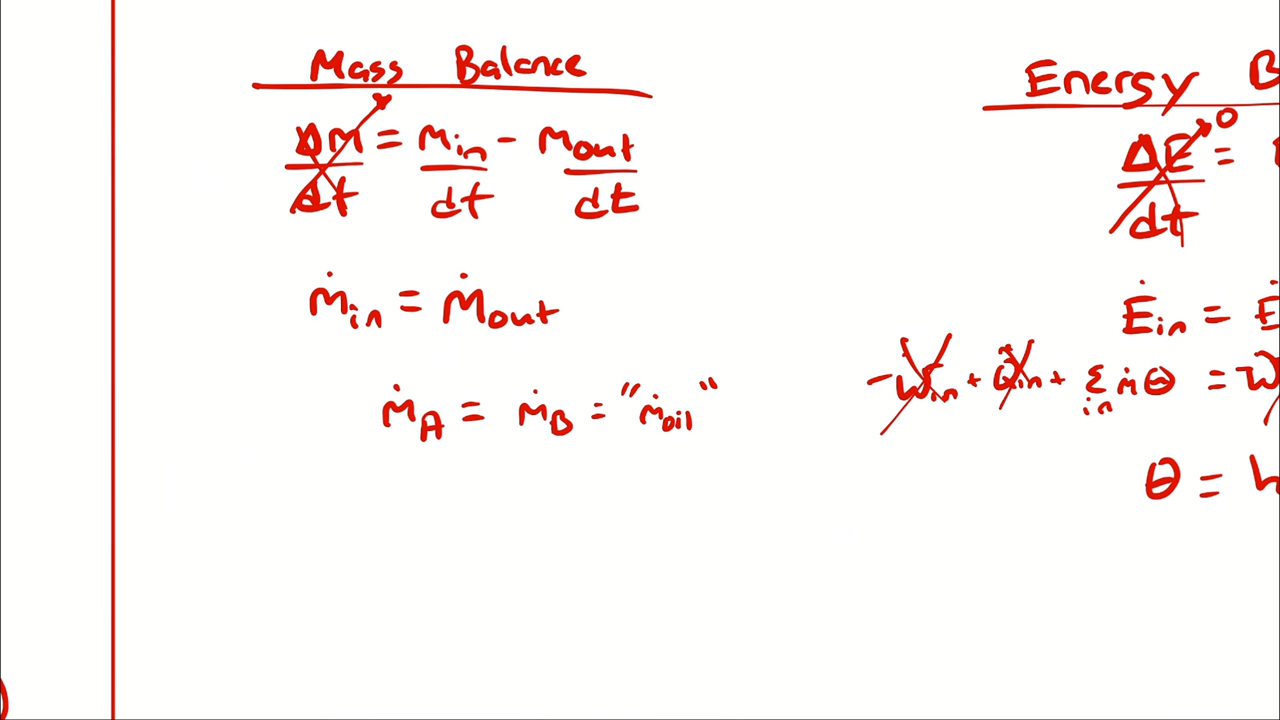 Mass Balance
ΔM/dt = Min/dt - Mout/dt
ṁin = ṁout
ṁA = ṁB = "ṁoil"
Energy B
ΔE/dt 0 =
Ėin = Ė
-Ẇin + Q̇in + Σin ṁθ = Ẇ
θ = h